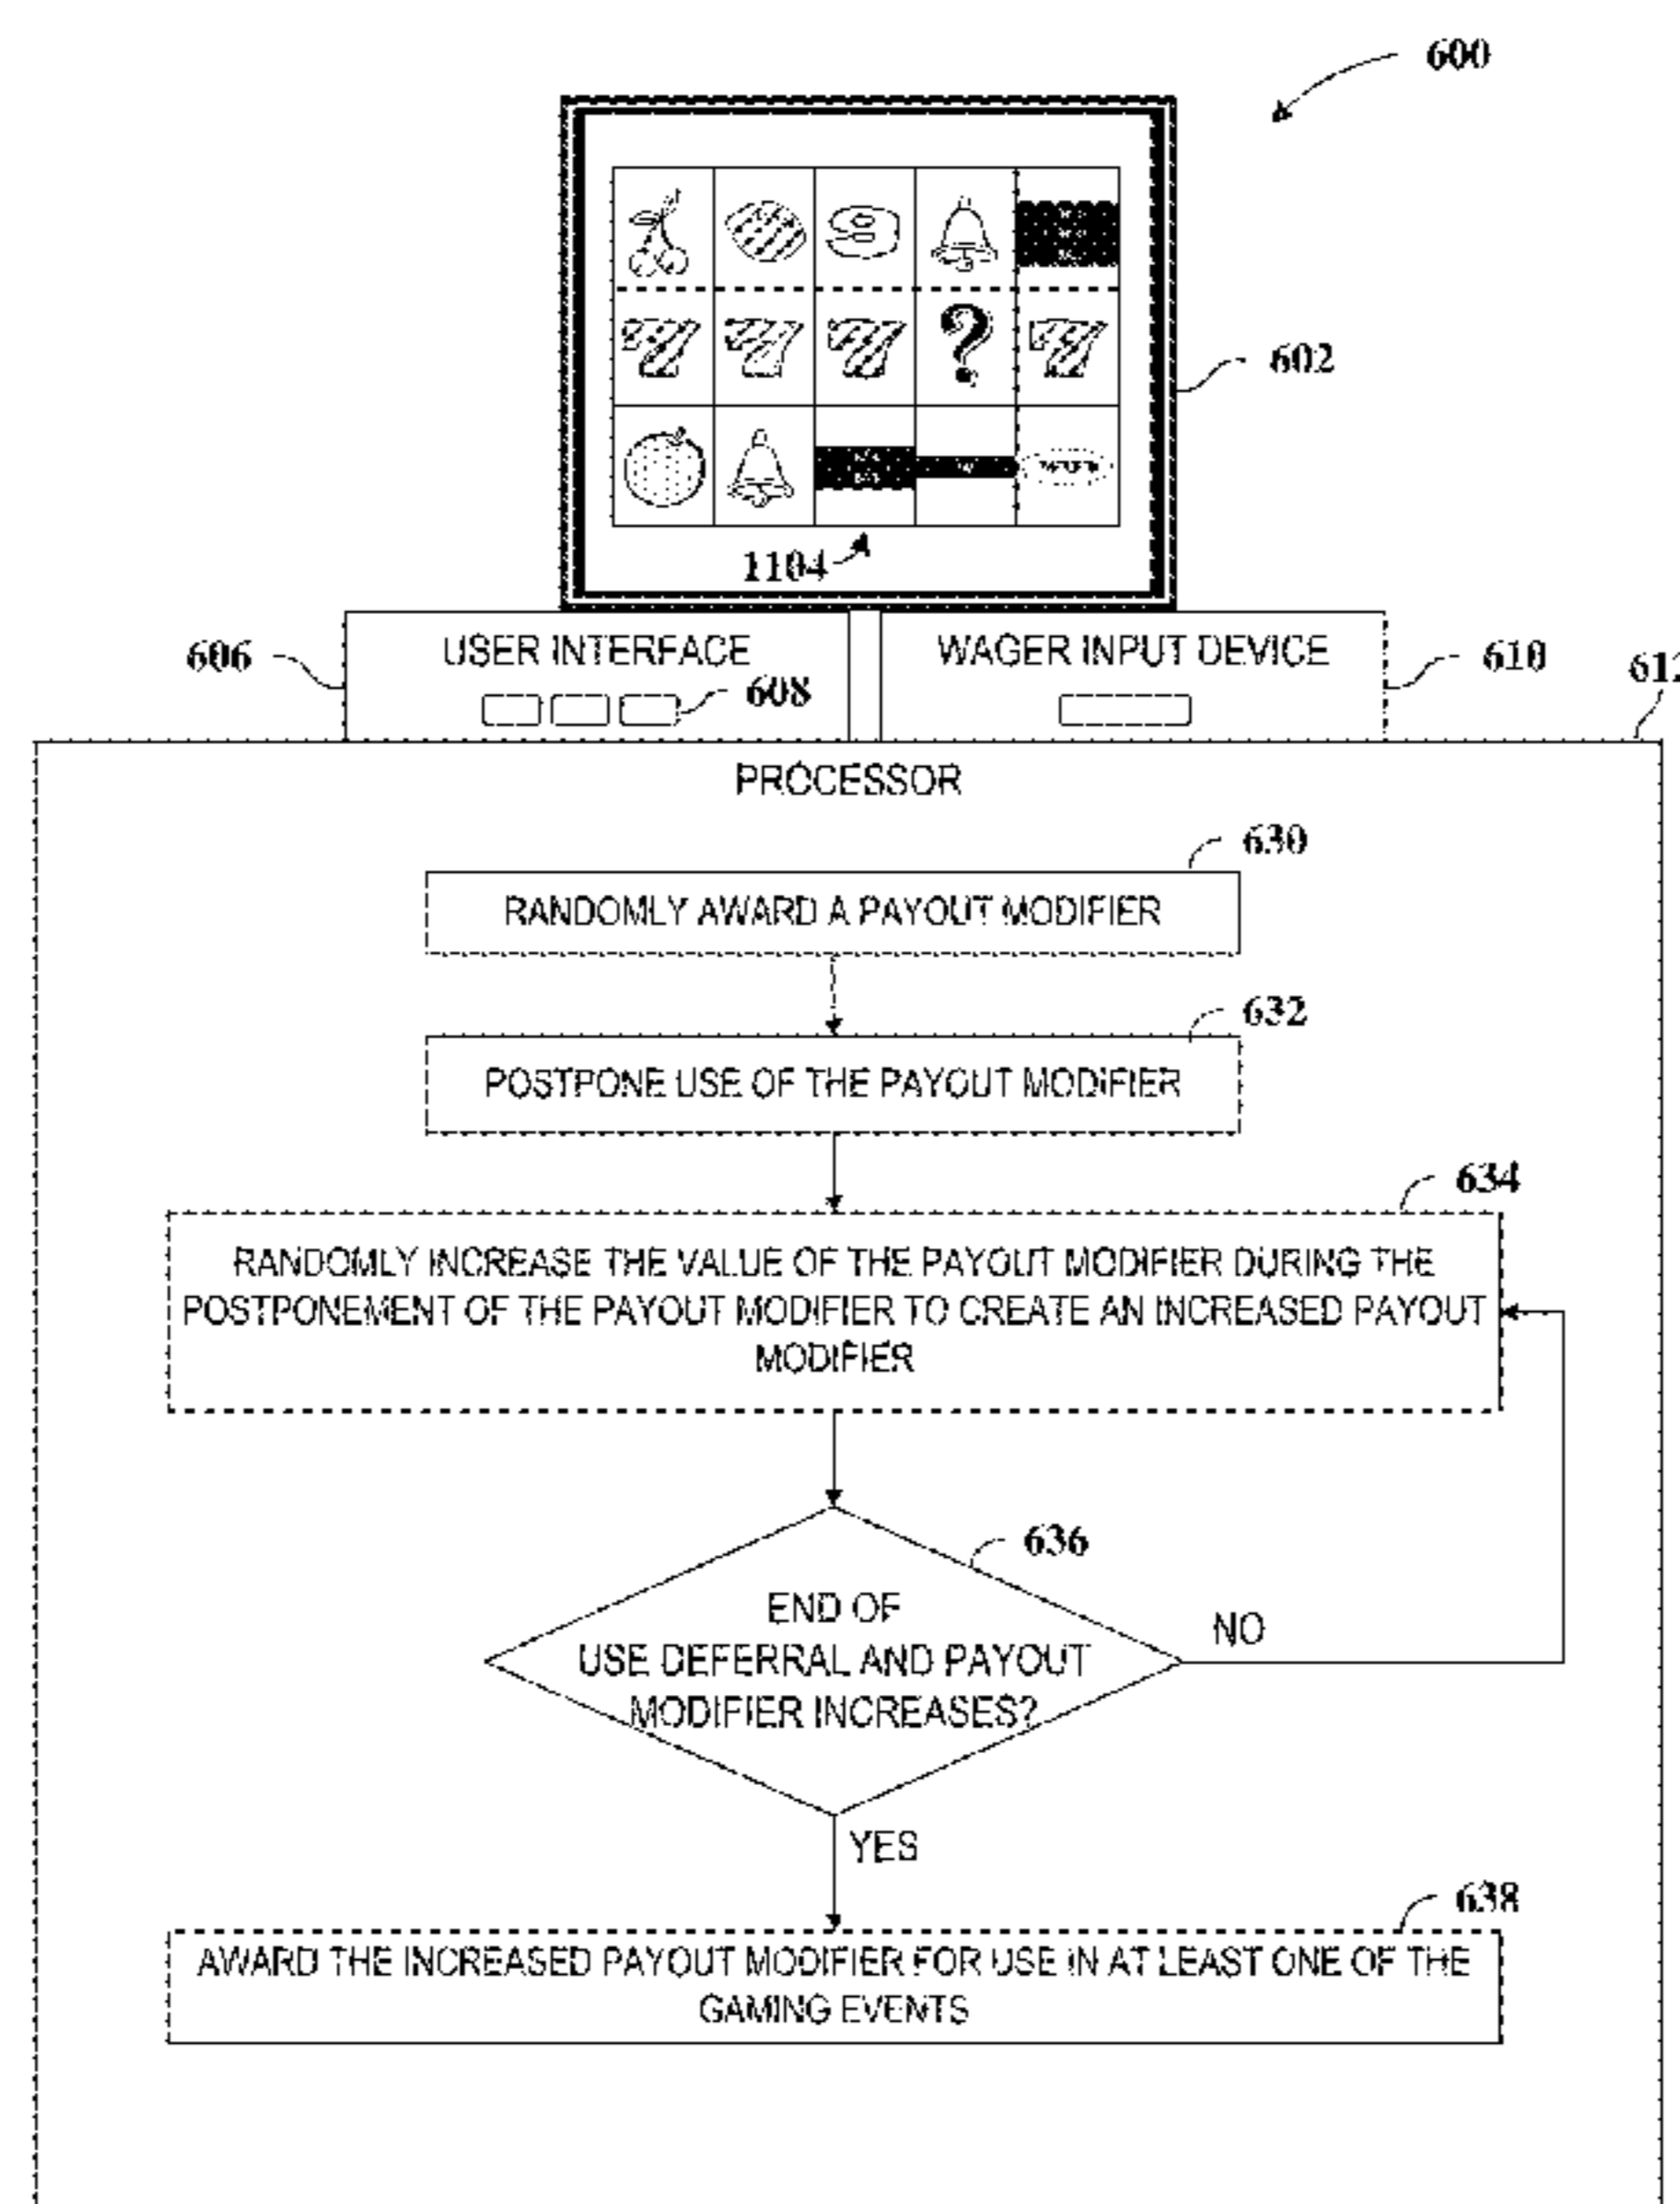 600
602
?
1104
USER INTERFACE
WAGER INPUT DEVICE
606
608
610
PROCESSOR
630
RANDOMLY AWARD A PAYOUT MODIFIER
632
POSTPONE USE OF THE PAYOUT MODIFIER
634
RANDOMLY INCREASE THE VALUE OF THE PAYOUT MODIFIER DURING THE
POSTPONEMENT OF THE PAYOUT MODIFIER TO CREATE AN INCREASED PAYOUT
MODIFIER
636
END OF
USE DEFERRAL AND PAYOUT
MODIFIER INCREASES?
NO
YES
638
AWARD THE INCREASED PAYOUT MODIFIER FOR USE IN AT LEAST ONE OF THE
GAMING EVENTS